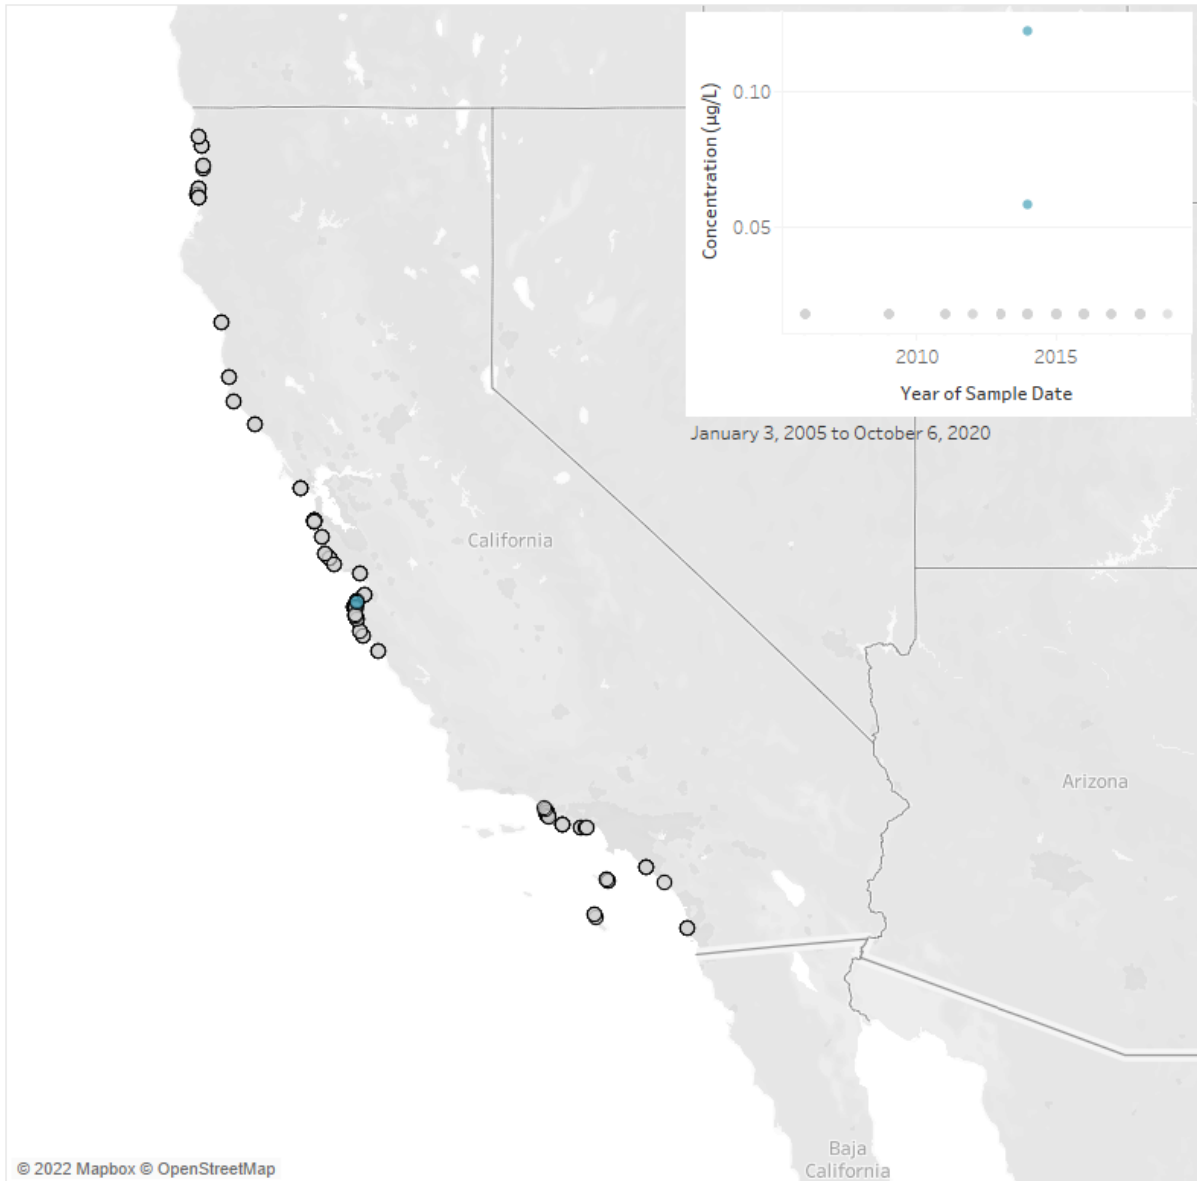 Concentration (µg/L)
0.10
0.05
2010 2015
Year of Sample Date
January 3, 2005 to October 6, 2020
California
Arizona
Baja
California
© 2022 Mapbox © OpenStreetMap